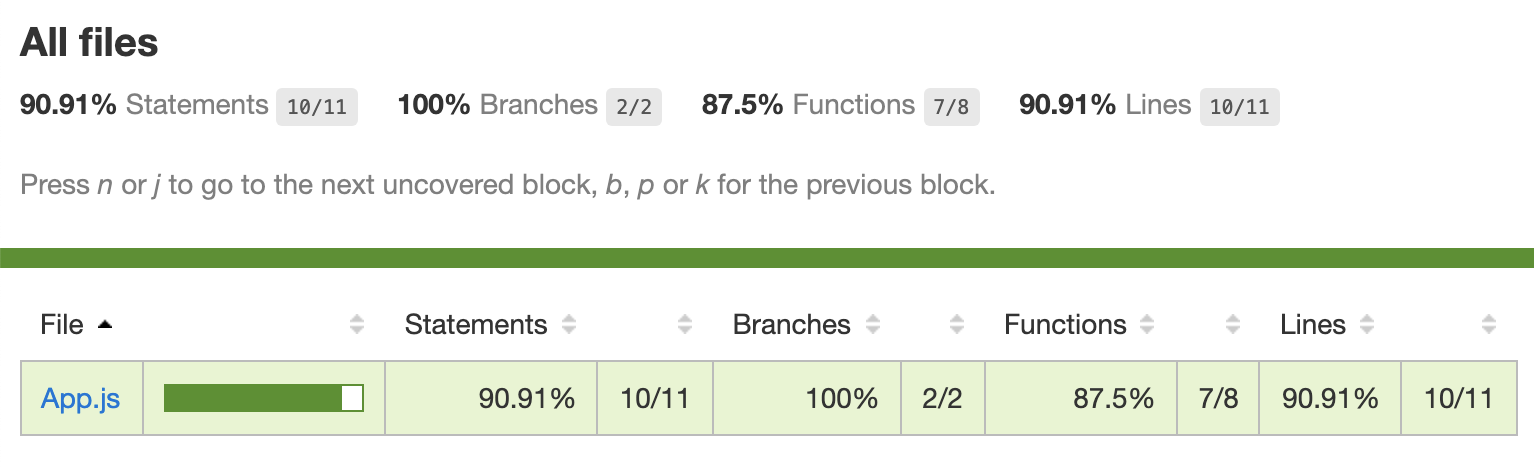 All files
90.91% Statements 10/11 100% Branches 2/2 87.5% Functions 7/8 90.91% Lines 10/11
Press n or j to go to the next uncovered block, b, p or k for the previous block.
File Statements Branches Functions Lines
App.js 90.91% 10/11 100% 2/2 87.5% 7/8 90.91% 10/11